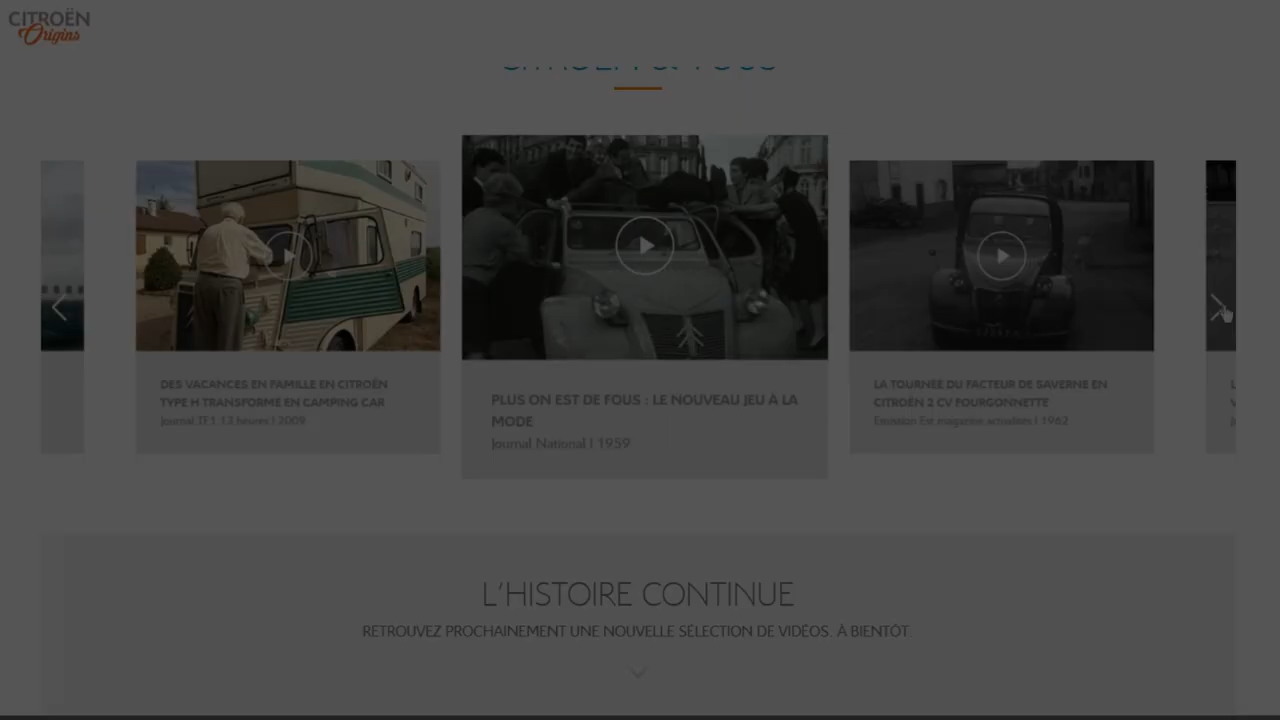 CITROËN
Origins
DES VACANCES EN FAMILLE EN CITROËN
TYPE H TRANSFORMÉ EN CAMPING CAR
Journal TF1 13 heures | 2009
PLUS ON EST DE FOUS : LE NOUVEAU JEU À LA
MODE
Journal National | 1959
LA TOURNÉE DU FACTEUR DE SAVERNE EN
CITROËN 2 CV FOURGONNETTE
Emission Est magazine actualités | 1962
L'HISTOIRE CONTINUE
RETROUVEZ PROCHAINEMENT UNE NOUVELLE SÉLECTION DE VIDÉOS. À BIENTÔT.